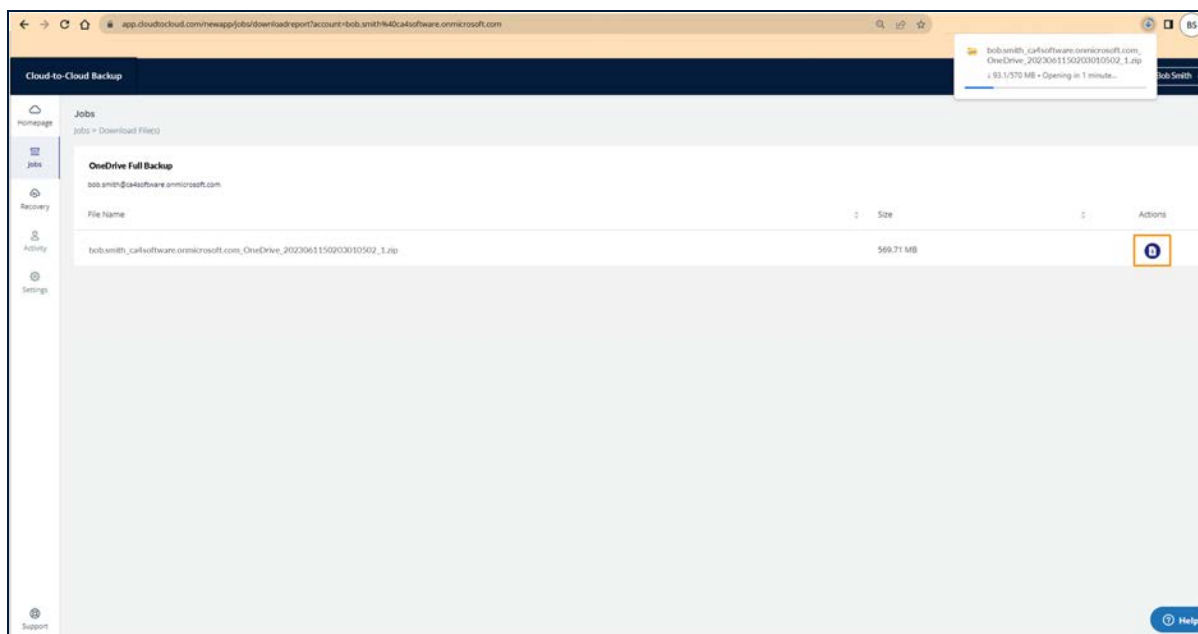 app.cloudtocloud.com/newapp/jobs/downloadreport?account=bob.smith%40ca4software.onmicrosoft.com
BS
bob.smith_ca4software.onmicrosoft.com_
OneDrive_2023061150203010502_1.zip
↓ 93.1/570 MB • Opening in 1 minute...
Cloud-to-Cloud Backup
Bob Smith
Homepage
Jobs
Recovery
Activity
Settings
Support
Jobs
Jobs > Download File(s)
OneDrive Full Backup
bob.smith@ca4software.onmicrosoft.com
File Name
Size
Actions
bob.smith_ca4software.onmicrosoft.com_OneDrive_2023061150203010502_1.zip
569.71 MB
Help